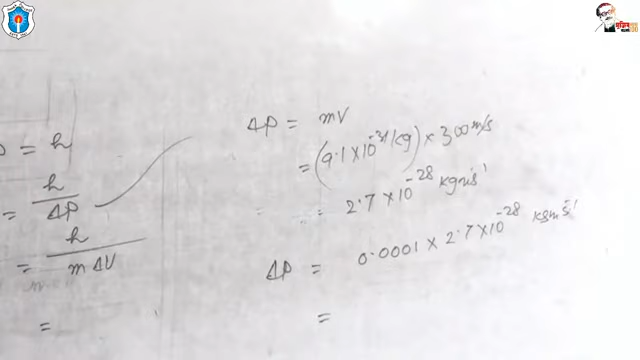 P = h
= h / ΔP
= h / m ΔV
=
ΔP = mV
= (9.1 × 10⁻³¹ kg) × 300 m/s
= 2.7 × 10⁻²⁸ kgms⁻¹
ΔP = 0.0001 × 2.7 × 10⁻²⁸ kgms⁻¹
=